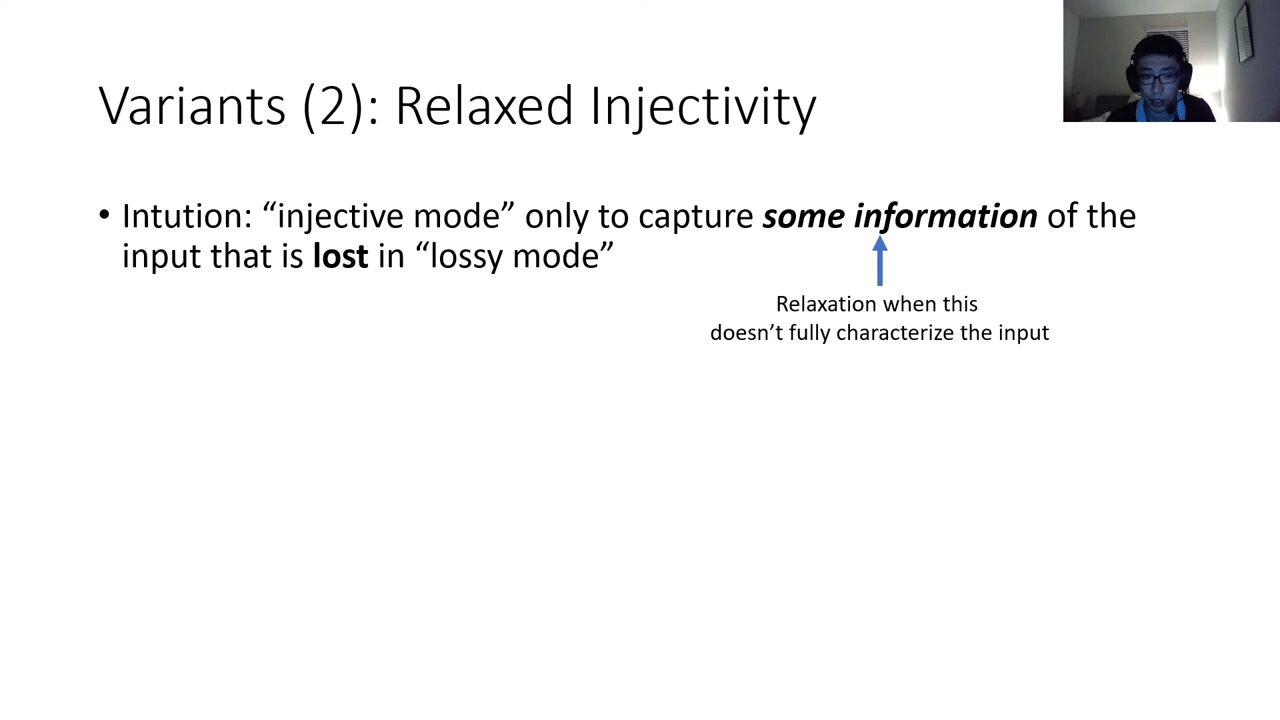 Variants (2): Relaxed Injectivity
• Intution: “injective mode” only to capture some information of the
input that is lost in “lossy mode”
Relaxation when this
doesn’t fully characterize the input